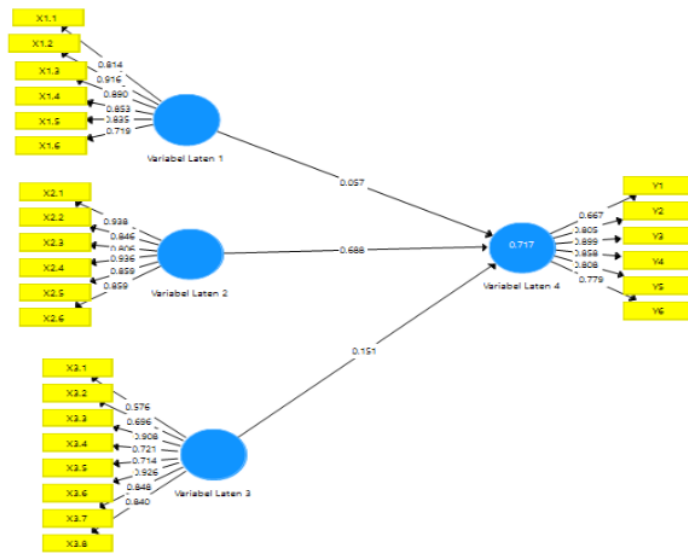 X1.1
X1.2
X1.3
X1.4
X1.5
X1.6
0.814
0.916
0.890
0.853
0.835
0.719
Variabel Laten 1
0.057
X2.1
X2.2
X2.3
X2.4
X2.5
X2.6
0.938
0.846
0.806
0.936
0.859
0.859
Variabel Laten 2
0.688
X3.1
X3.2
X3.3
X3.4
X3.5
X3.6
X3.7
X3.8
0.576
0.696
0.908
0.721
0.714
0.926
0.848
0.840
Variabel Laten 3
0.151
0.717
Variabel Laten 4
0.667
0.805
0.899
0.858
0.808
0.779
Y1
Y2
Y3
Y4
Y5
Y6